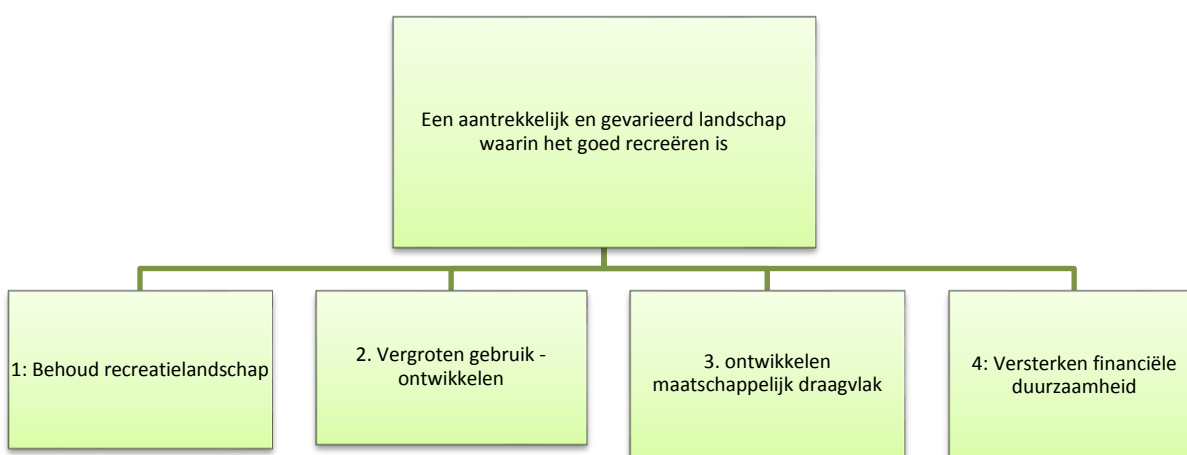 Een aantrekkelijk en gevarieerd landschap
waarin het goed recreëren is
1: Behoud recreatielandschap
2. Vergroten gebruik -
ontwikkelen
3. ontwikkelen
maatschappelijk draagvlak
4: Versterken financiële
duurzaamheid